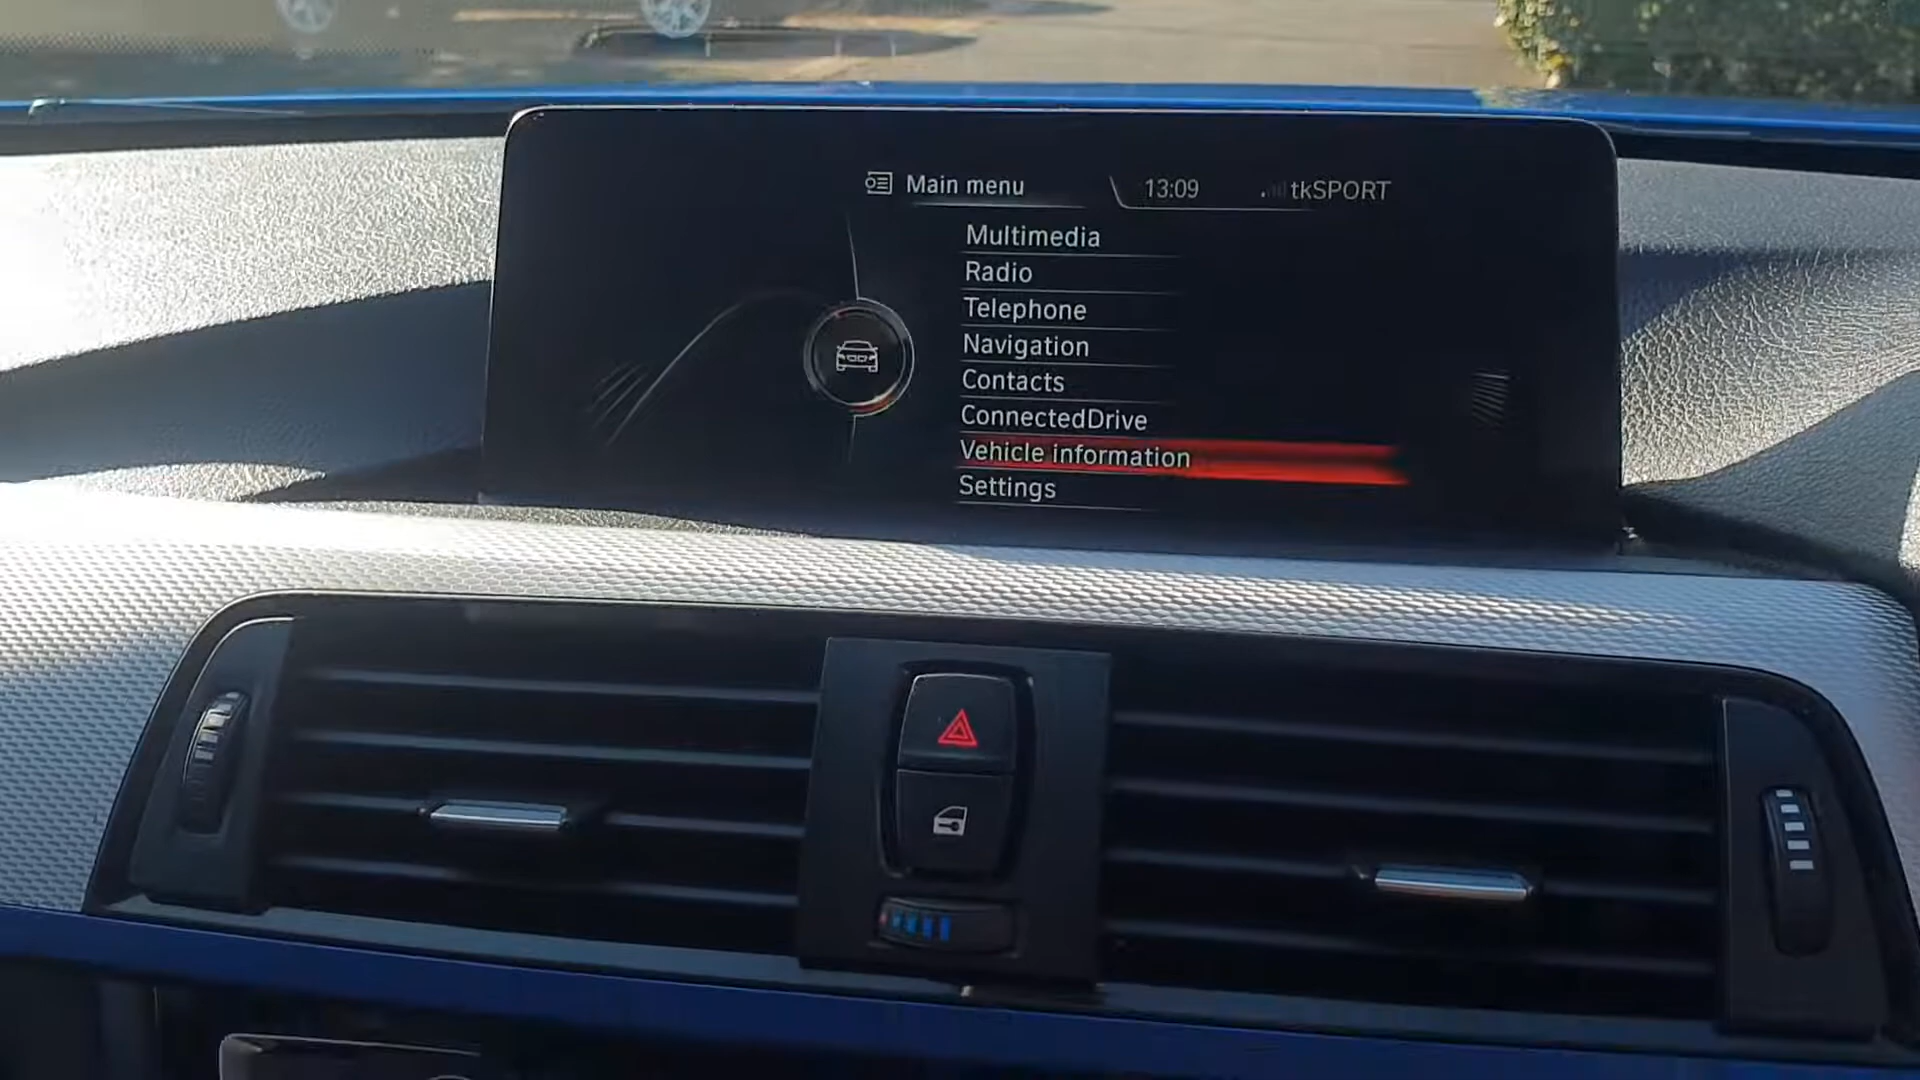 Main menu
13:09
tkSPORT
Multimedia
Radio
Telephone
Navigation
Contacts
ConnectedDrive
Vehicle information
Settings